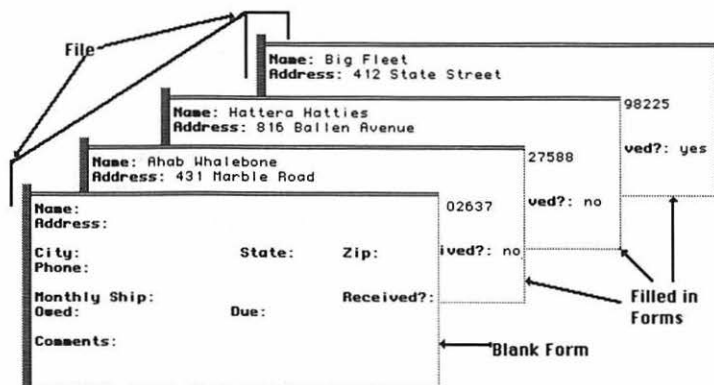 File
Name: Big Fleet
Address: 412 State Street
98225
ved?: yes
Name: Hattera Hatties
Address: 816 Ballen Avenue
27588
ved?: no
Name: Ahab Whalebone
Address: 431 Marble Road
02637
ived?: no
Name:
Address:
City: State: Zip:
Phone:
Monthly Ship: Received?:
Owed: Due:
Comments:
Filled in
Forms
Blank Form